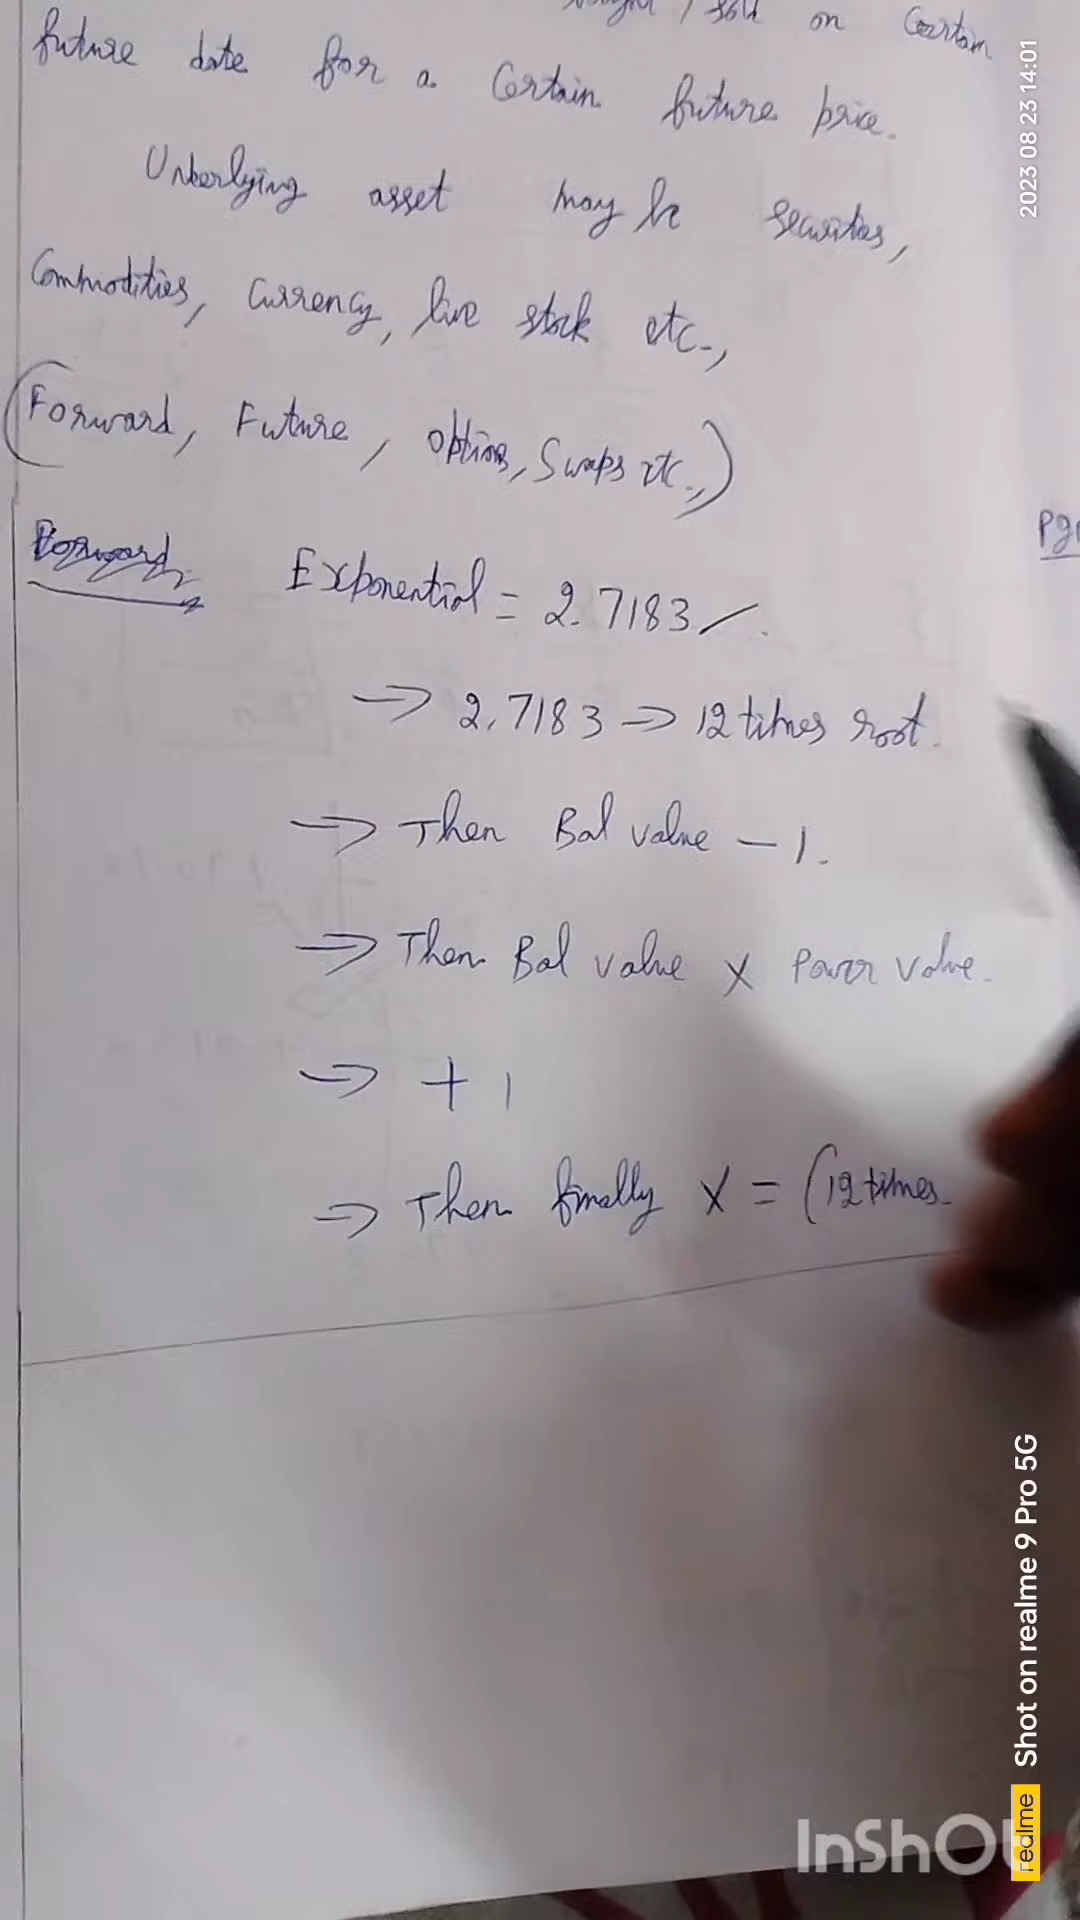 sold on Certain
future date for a Certain future price.
Underlying asset may be securities,
Commodities, currency, live stock etc.,
(Forward, Future, options, Swaps etc.,)
Forward
Exponential = 2.7183
→ 2.7183 → 12 times root.
→ Then Bal value - 1.
→ Then Bal value X Power value.
→ + 1
→ Then finally X = (12 times
2023 08 23 14:01
realme Shot on realme 9 Pro 5G
InShO